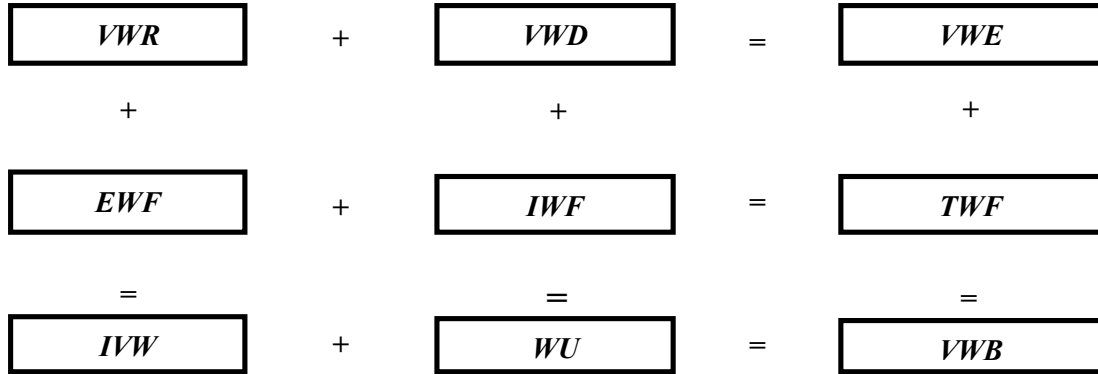 VWR + VWD = VWE
+ + +
EWF + IWF = TWF
= = =
IVW + WU = VWB